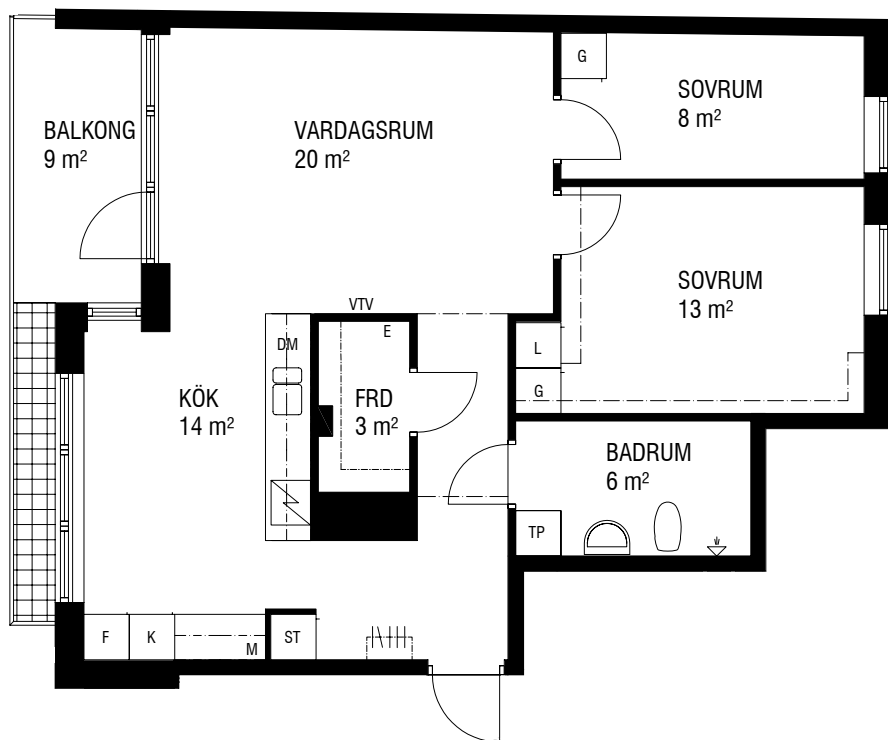 G
SOVRUM
8 m²
BALKONG
9 m²
VARDAGSRUM
20 m²
SOVRUM
13 m²
VTV
E
DM
L
G
KÖK
14 m²
FRD
3 m²
BADRUM
6 m²
TP
F
K
M
ST